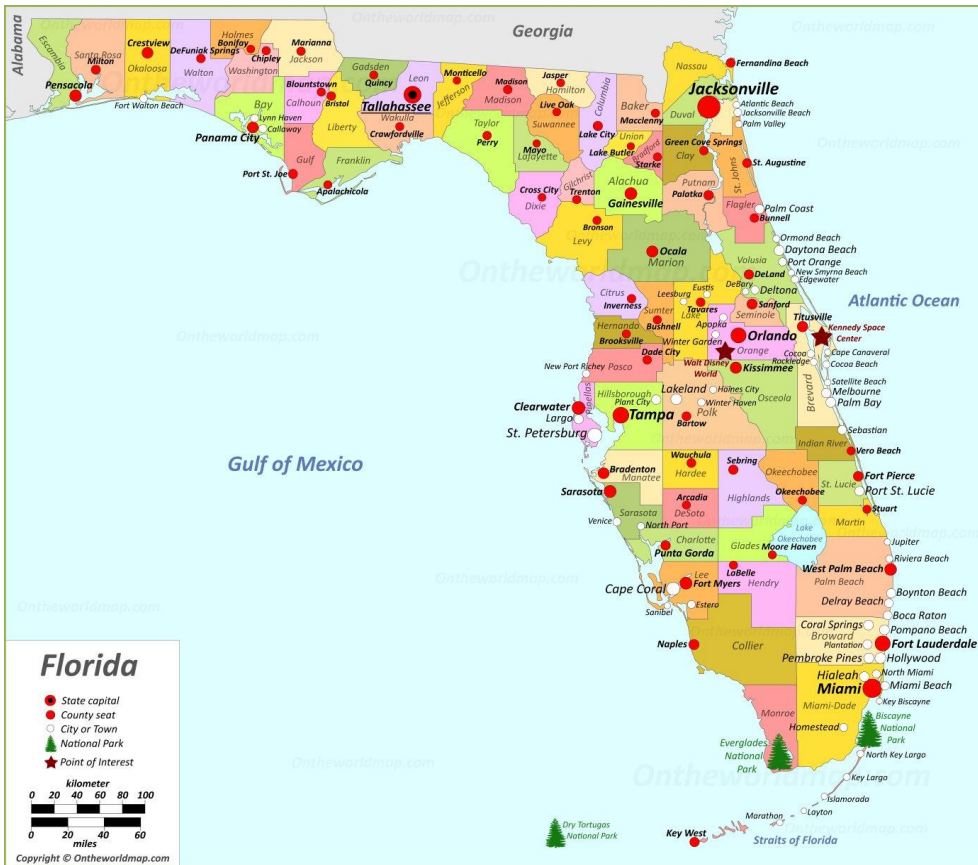 Ontheworldmap.com
Alabama
Georgia
Escambia
Santa Rosa
Milton
Pensacola
Crestview
Okaloosa
Fort Walton Beach
DeFuniak Springs
Walton
Holmes
Bonifay
Chipley
Washington
Marianna
Jackson
Bay
Lynn Haven
Callaway
Panama City
Blountstown
Calhoun
Bristol
Liberty
Gulf
Port St. Joe
Franklin
Apalachicola
Gadsden
Quincy
Leon
Tallahassee
Wakulla
Crawfordville
Monticello
Jefferson
Madison
Madison
Taylor
Perry
Jasper
Hamilton
Live Oak
Suwannee
Mayo
Lafayette
Columbia
Lake City
Baker
Macclenny
Union
Lake Butler
Bradford
Starke
Nassau
Fernandina Beach
Jacksonville
Duval
Atlantic Beach
Jacksonville Beach
Palm Valley
Green Cove Springs
Clay
St. Johns
St. Augustine
Putnam
Palatka
Flagler
Palm Coast
Bunnell
Cross City
Dixie
Gilchrist
Trenton
Alachua
Gainesville
Bronson
Levy
Ocala
Marion
Ontheworldmap.com
Volusia
DeLand
DeBary
Deltona
Ormond Beach
Daytona Beach
Port Orange
New Smyrna Beach
Edgewater
Atlantic Ocean
Citrus
Inverness
Sumter
Bushnell
Leesburg
Eustis
Lake
Tavares
Sanford
Seminole
Apopka
Winter Garden
Orlando
Orange
Walt Disney
World
Kissimmee
Titusville
Kennedy Space
Center
Cocoa
Rockledge
Cape Canaveral
Cocoa Beach
Satellite Beach
Melbourne
Palm Bay
Brevard
Hernando
Brooksville
Dade City
Pasco
New Port Richey
Pinellas
Clearwater
Largo
St. Petersburg
Hillsborough
Plant City
Tampa
Lakeland
Haines City
Winter Haven
Polk
Bartow
Osceola
Sebastian
Indian River
Vero Beach
Gulf of Mexico
Bradenton
Manatee
Wauchula
Hardee
Sebring
Highlands
Okeechobee
Okeechobee
St. Lucie
Fort Pierce
Port St. Lucie
Sarasota
Sarasota
Venice
North Port
Arcadia
DeSoto
Martin
Stuart
Charlotte
Punta Gorda
Glades
Moore Haven
Lake
Okeechobee
Jupiter
Riviera Beach
West Palm Beach
Palm Beach
Boynton Beach
Delray Beach
Boca Raton
Cape Coral
Lee
Fort Myers
Sanibel
Estero
LaBelle
Hendry
Naples
Collier
Coral Springs
Pompano Beach
Broward
Plantation
Fort Lauderdale
Pembroke Pines
Hollywood
Hialeah
North Miami
Miami
Miami Beach
Key Biscayne
Miami-Dade
Homestead
Monroe
Everglades
National
Park
Biscayne
National
Park
North Key Largo
Key Largo
Islamorada
Layton
Marathon
Key West
Dry Tortugas
National Park
Straits of Florida
Florida
State capital
County seat
City or Town
National Park
Point of Interest
kilometer
0 20 40 60 80 100
0 20 40 60
miles
Copyright © Ontheworldmap.com